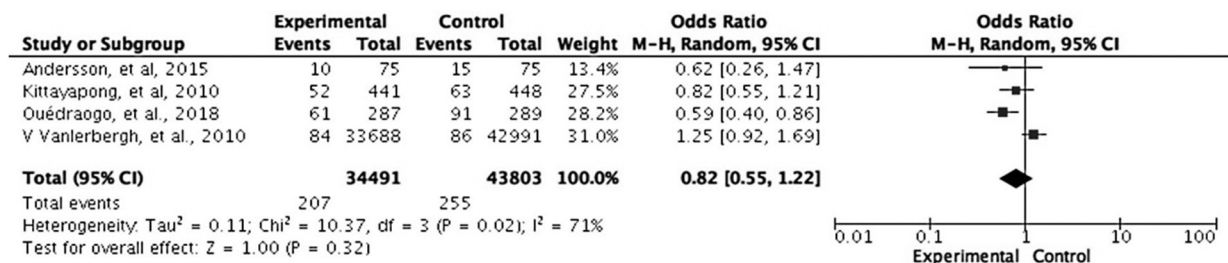 Experimental Control Odds Ratio Odds Ratio
Study or Subgroup Events Total Events Total Weight M-H, Random, 95% CI M-H, Random, 95% CI
Andersson, et al, 2015 10 75 15 75 13.4% 0.62 [0.26, 1.47]
Kittayapong, et al, 2010 52 441 63 448 27.5% 0.82 [0.55, 1.21]
Ouédraogo, et al, 2018 61 287 91 289 28.2% 0.59 [0.40, 0.86]
V Vanlerbergh, et al., 2010 84 33688 86 42991 31.0% 1.25 [0.92, 1.69]
Total (95% CI) 34491 43803 100.0% 0.82 [0.55, 1.22]
Total events 207 255
Heterogeneity: Tau² = 0.11; Chi² = 10.37, df = 3 (P = 0.02); I² = 71%
Test for overall effect: Z = 1.00 (P = 0.32)
0.01 0.1 1 10 100
Experimental Control